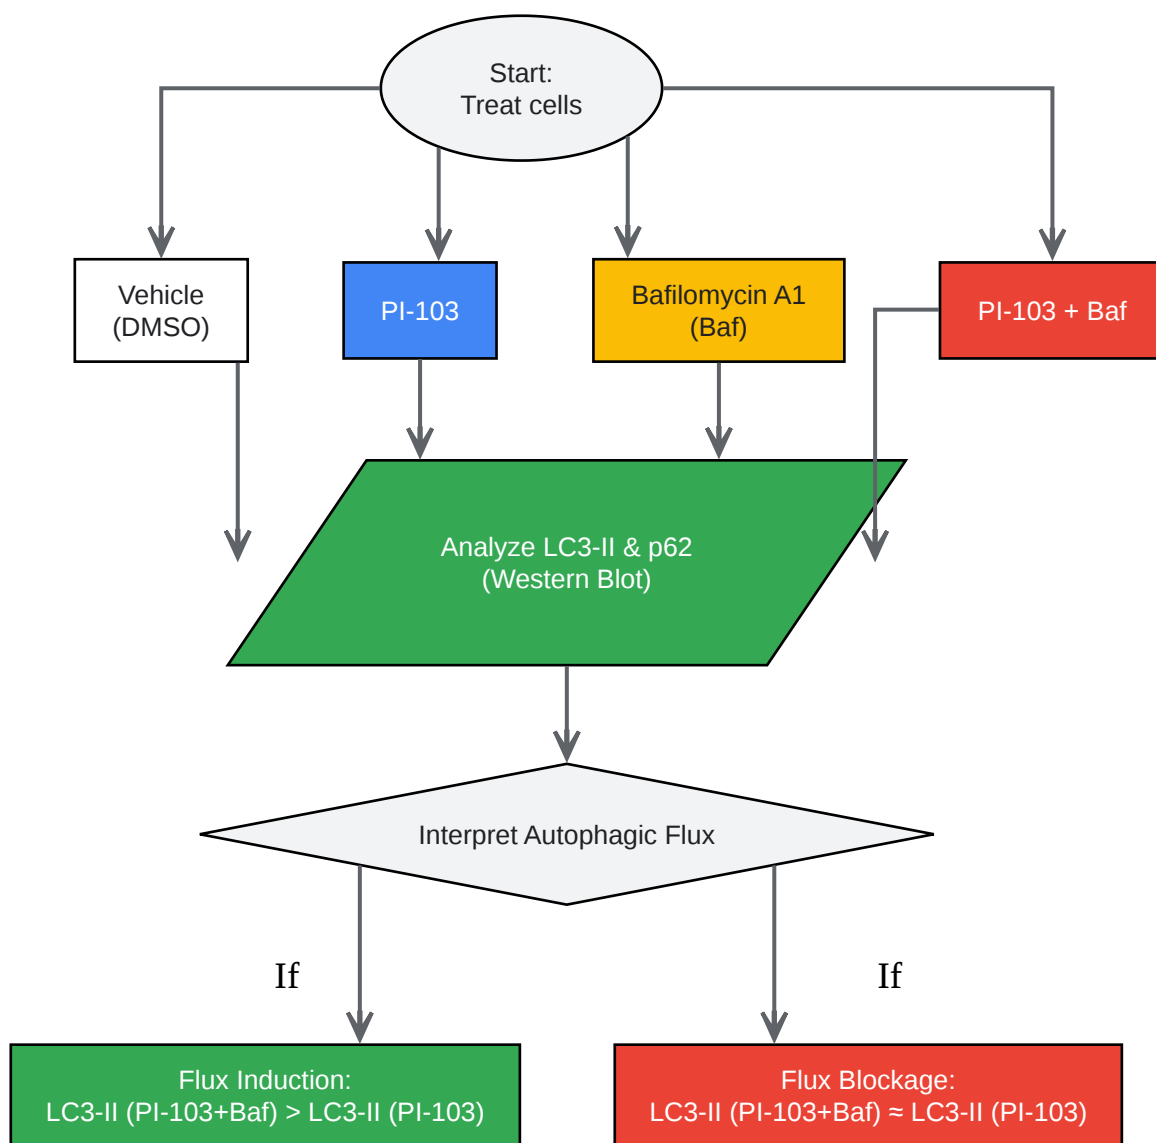 Start:
Treat cells
Vehicle
(DMSO)
PI-103
Bafilomycin A1
(Baf)
PI-103 + Baf
Analyze LC3-II & p62
(Western Blot)
Interpret Autophagic Flux
If
If
Flux Induction:
LC3-II (PI-103+Baf) > LC3-II (PI-103)
Flux Blockage:
LC3-II (PI-103+Baf) ≈ LC3-II (PI-103)